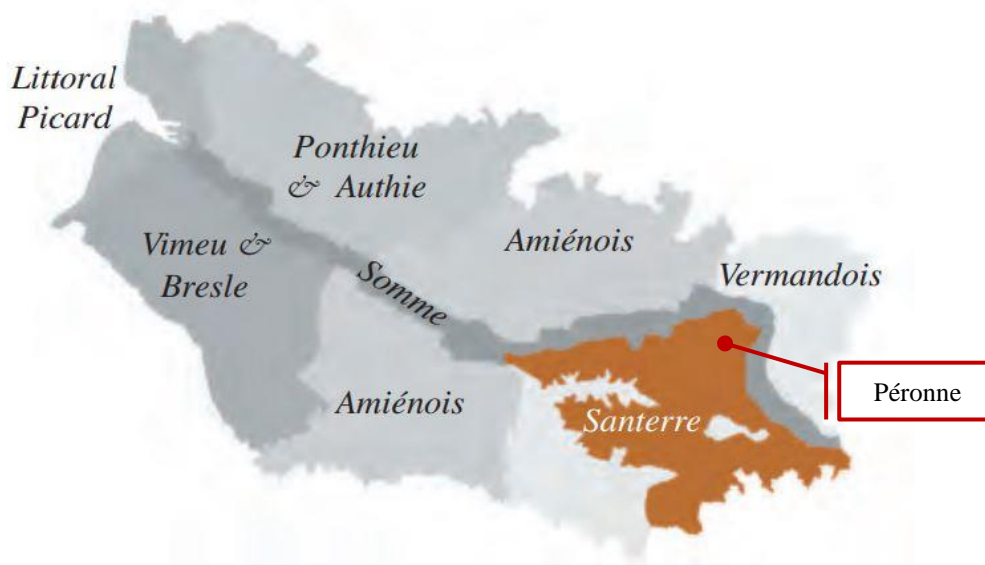 Littoral
Picard
Ponthieu
& Authie
Vimeu &
Bresle
Amiénois
Somme
Vermandois
Péronne
Amiénois
Santerre